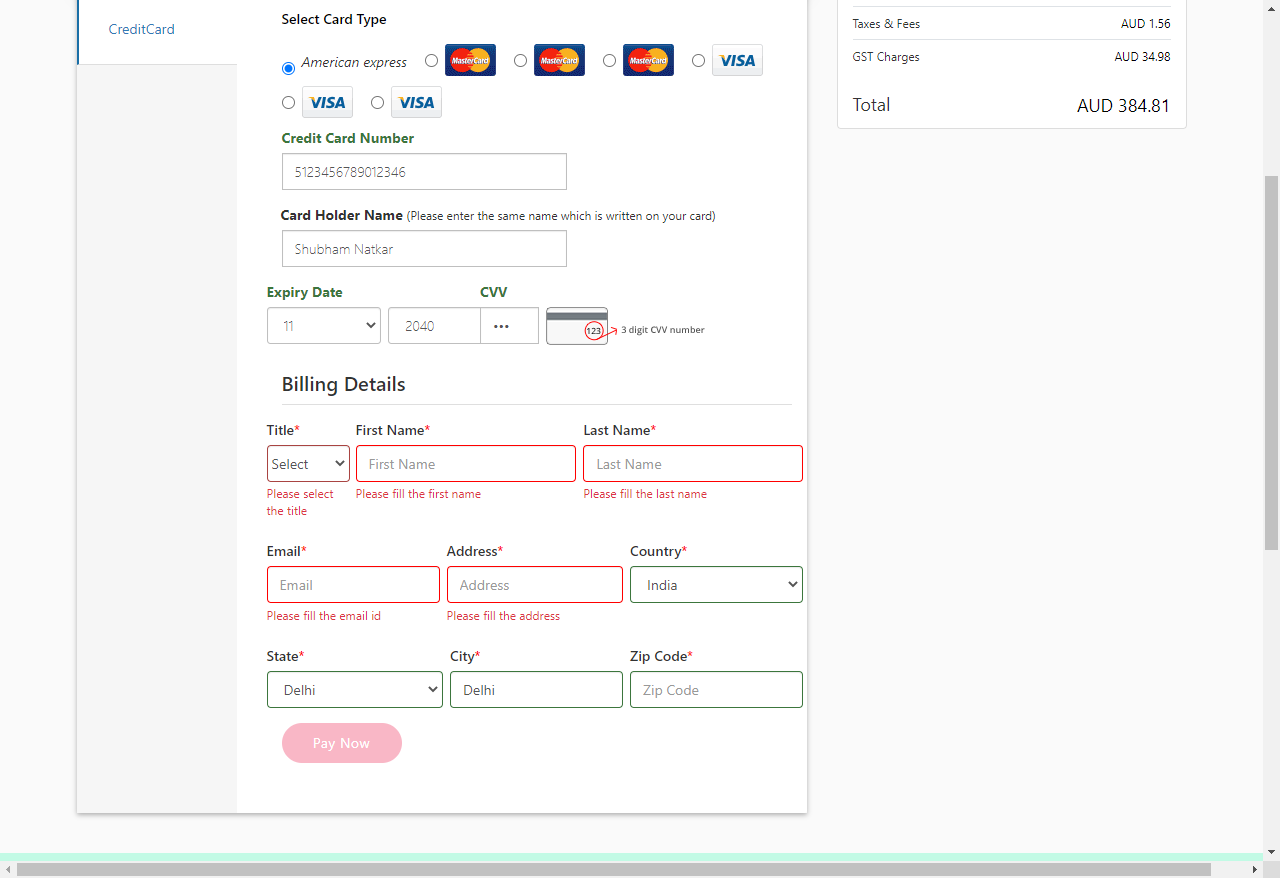 CreditCard
Select Card Type
American express MasterCard MasterCard MasterCard VISA
VISA VISA
Credit Card Number
5123456789012346
Card Holder Name (Please enter the same name which is written on your card)
Shubham Natkar
Expiry Date CVV
11 2040 ••• 123 3 digit CVV number
Billing Details
Title* First Name* Last Name*
Select First Name Last Name
Please select the title Please fill the first name Please fill the last name
Email* Address* Country*
Email Address India
Please fill the email id Please fill the address
State* City* Zip Code*
Delhi Delhi Zip Code
Pay Now
Taxes & Fees AUD 1.56
GST Charges AUD 34.98
Total AUD 384.81